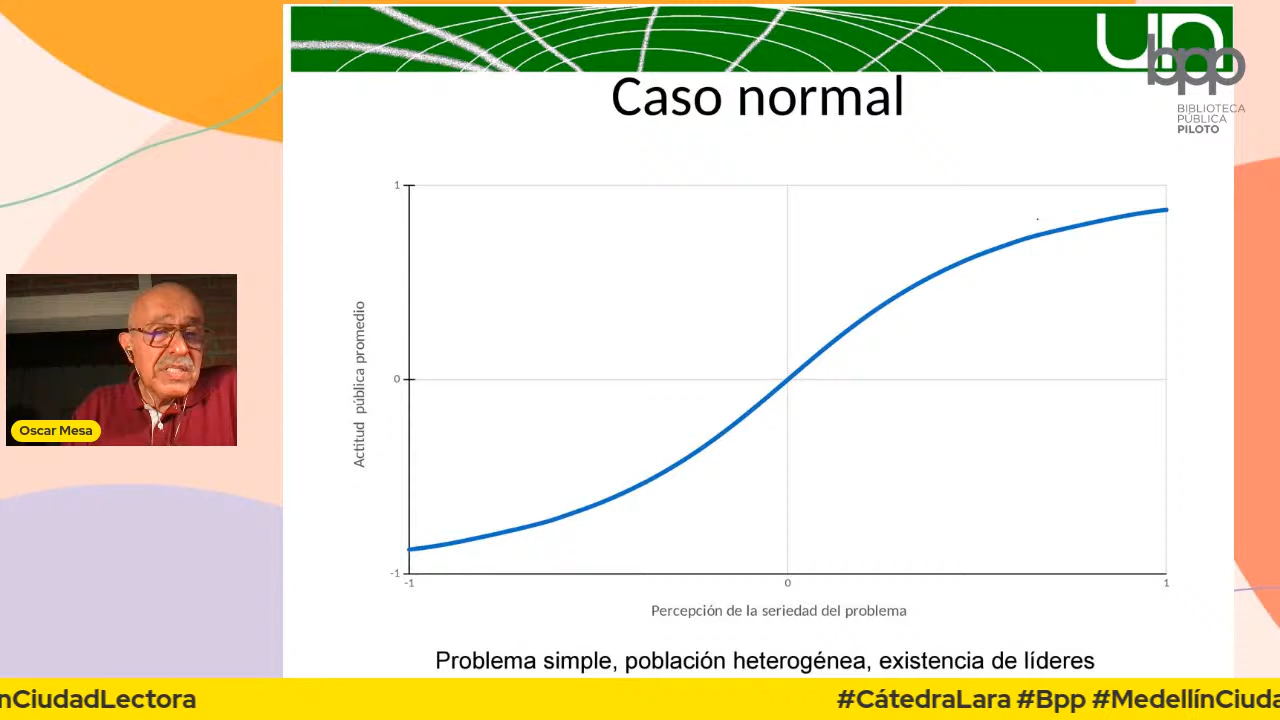 un
bpp
BIBLIOTECA
PÚBLICA
PILOTO
Caso normal
1
0
-1
Actitud pública promedio
-1
0
1
Percepción de la seriedad del problema
Problema simple, población heterogénea, existencia de líderes
Oscar Mesa
nCiudadLectora
#CátedraLara #Bpp #MedellínCiuda